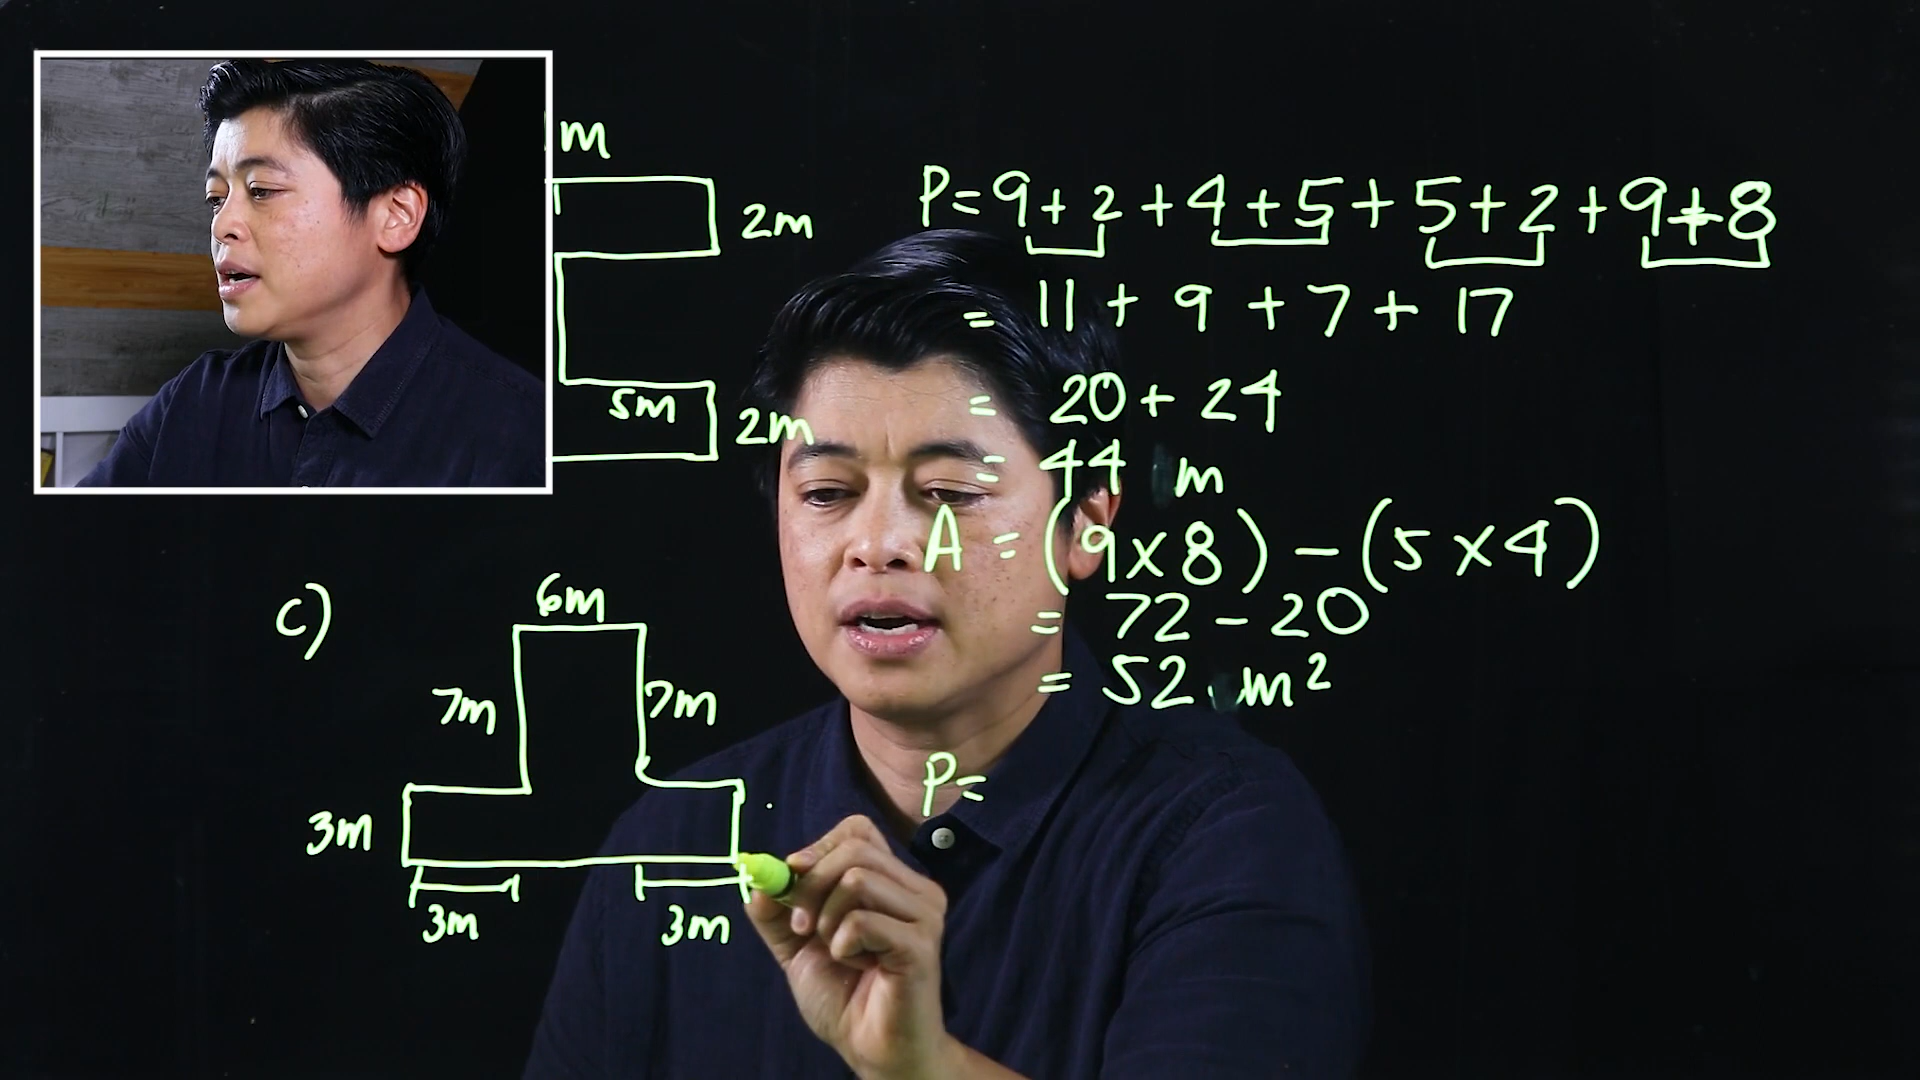 m
2m
5m
2m
P=9+2+4+5+5+2+9+8
= 11+9+7+17
= 20+24
= 44 m
A = (9x8) - (5x4)
= 72-20
= 52 m²
c)
6m
7m
7m
3m
3m
3m
P=